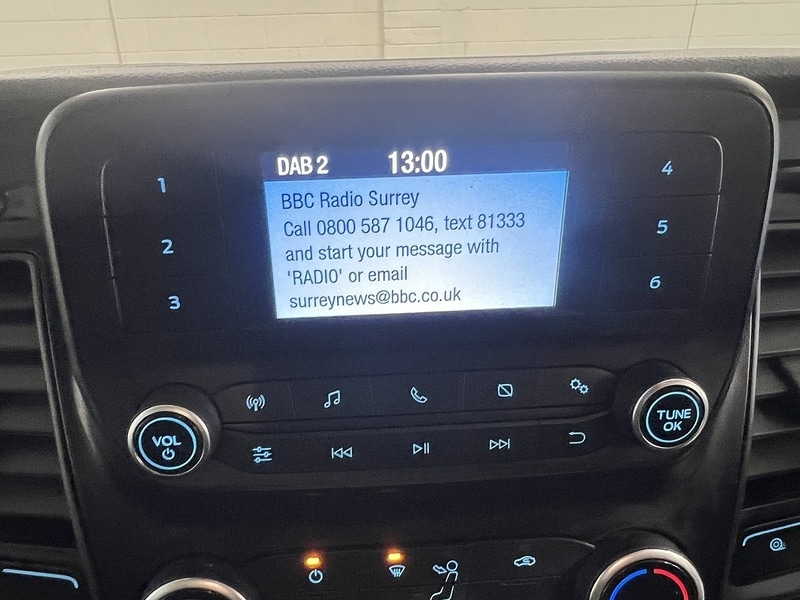 DAB 2 13:00
BBC Radio Surrey
Call 0800 587 1046, text 81333
and start your message with
'RADIO' or email
surreynews@bbc.co.uk
1
2
3
4
5
6
VOL
TUNE
OK